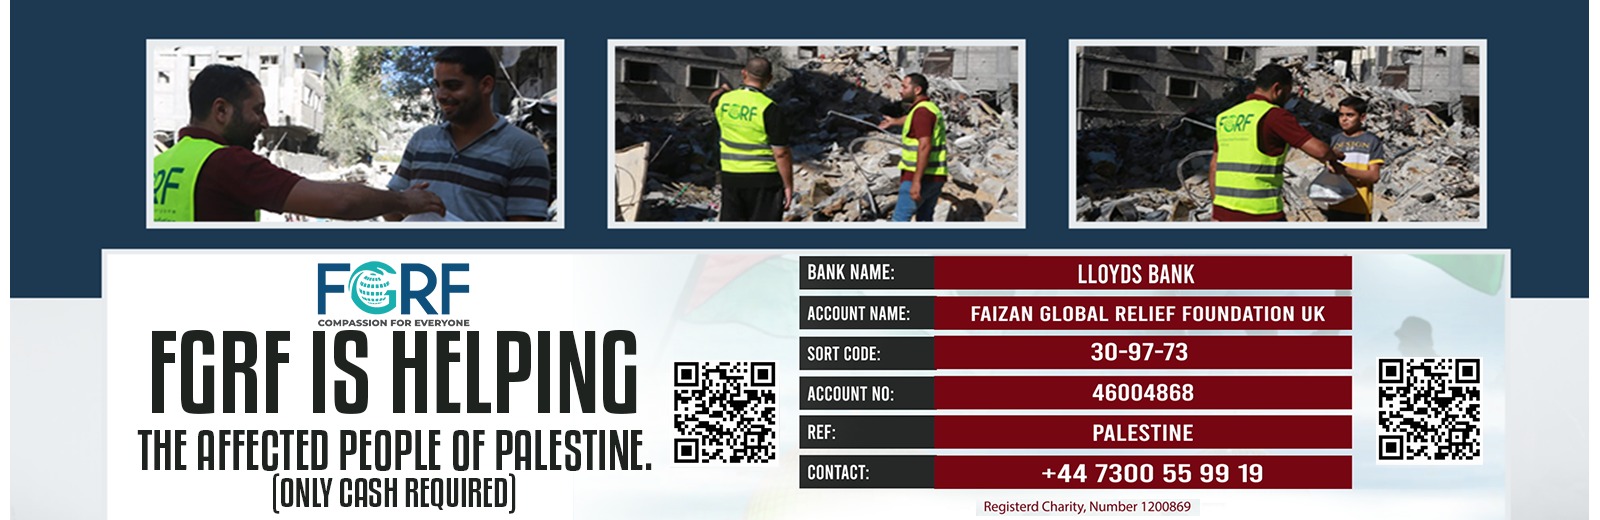 RF
FGRF
FGRF
DESIGN
FGRF
COMPASSION FOR EVERYONE
FGRF IS HELPING
THE AFFECTED PEOPLE OF PALESTINE.
(ONLY CASH REQUIRED)
BANK NAME: LLOYDS BANK
ACCOUNT NAME: FAIZAN GLOBAL RELIEF FOUNDATION UK
SORT CODE: 30-97-73
ACCOUNT NO: 46004868
REF: PALESTINE
CONTACT: +44 7300 55 99 19
Registerd Charity, Number 1200869